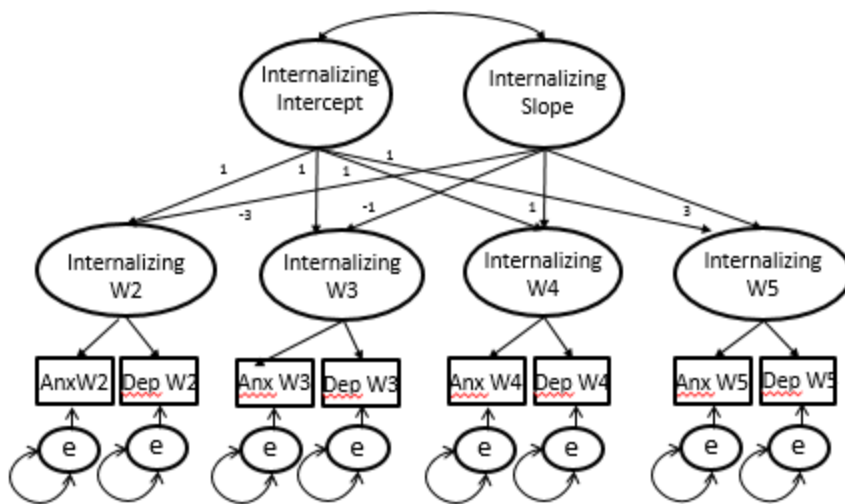 Internalizing
Intercept
Internalizing
Slope
1
1
1
1
-3
-1
1
3
Internalizing
W2
Internalizing
W3
Internalizing
W4
Internalizing
W5
AnxW2
Dep W2
Anx W3
Dep W3
Anx W4
Dep W4
Anx W5
Dep W5
e
e
e
e
e
e
e
e